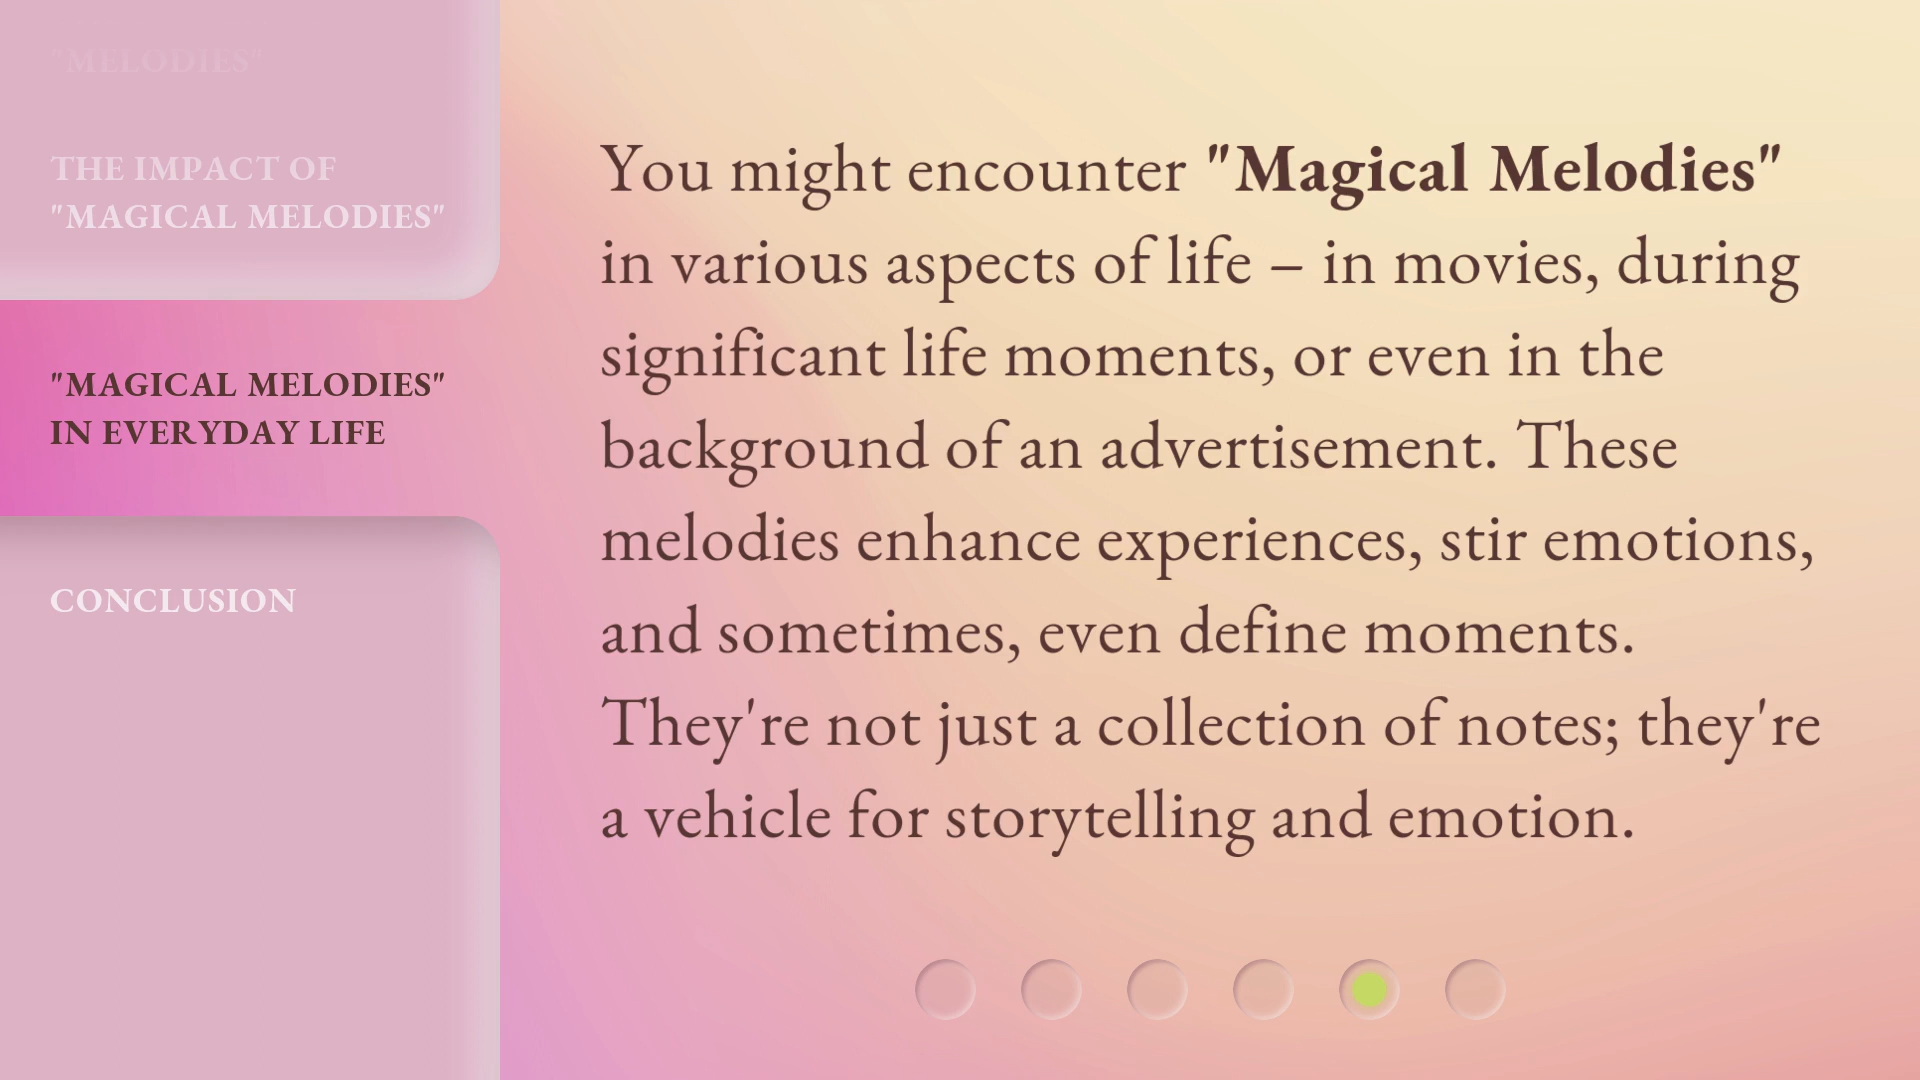 "MELODIES"
THE IMPACT OF
"MAGICAL MELODIES"
"MAGICAL MELODIES"
IN EVERYDAY LIFE
CONCLUSION
You might encounter "Magical Melodies"
in various aspects of life – in movies, during
significant life moments, or even in the
background of an advertisement. These
melodies enhance experiences, stir emotions,
and sometimes, even define moments.
They're not just a collection of notes; they're
a vehicle for storytelling and emotion.